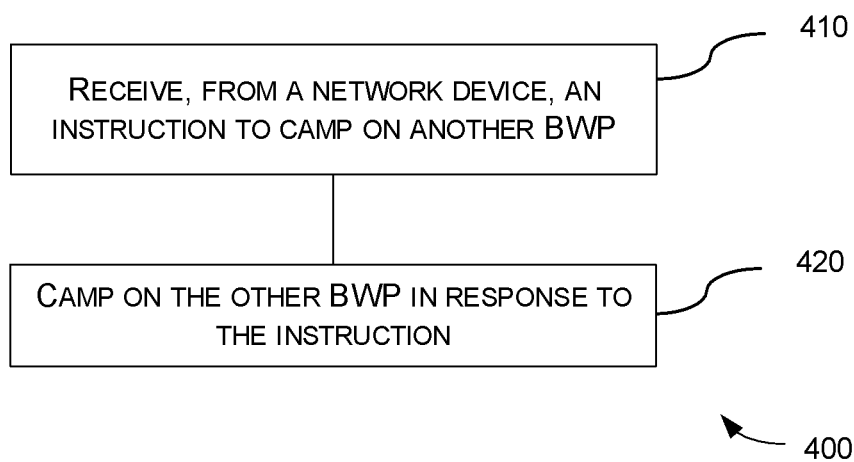 410
RECEIVE, FROM A NETWORK DEVICE, AN
INSTRUCTION TO CAMP ON ANOTHER BWP
420
CAMP ON THE OTHER BWP IN RESPONSE TO
THE INSTRUCTION
400